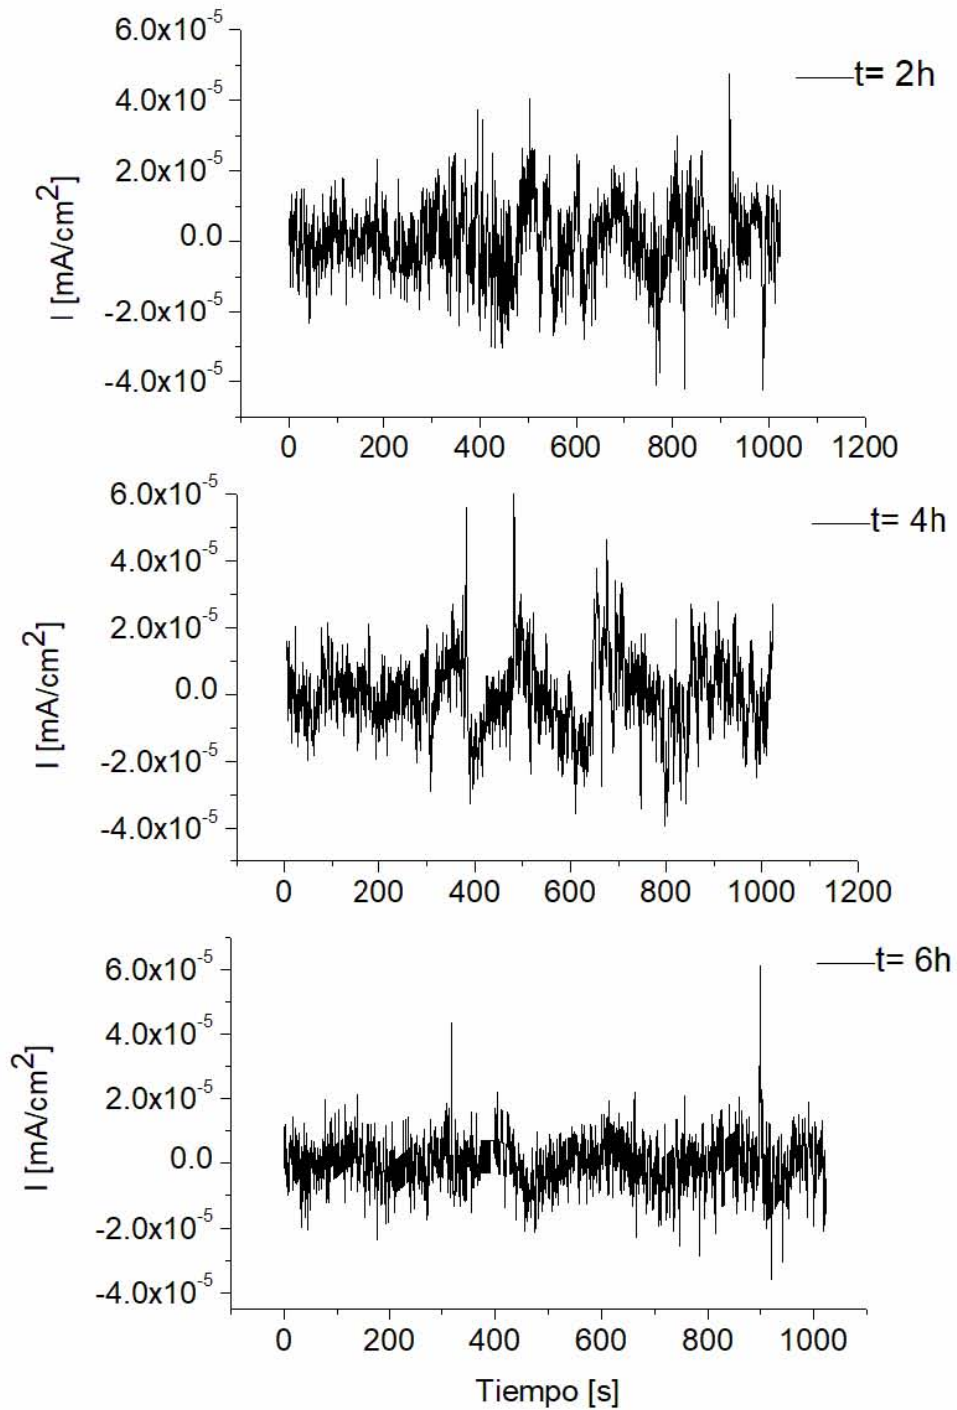 6.0x10⁻⁵
t= 2h
4.0x10⁻⁵
2.0x10⁻⁵
0.0
-2.0x10⁻⁵
-4.0x10⁻⁵
I [mA/cm²]
0 200 400 600 800 1000 1200
6.0x10⁻⁵
t= 4h
4.0x10⁻⁵
2.0x10⁻⁵
0.0
-2.0x10⁻⁵
-4.0x10⁻⁵
I [mA/cm²]
0 200 400 600 800 1000 1200
t= 6h
6.0x10⁻⁵
4.0x10⁻⁵
2.0x10⁻⁵
0.0
-2.0x10⁻⁵
-4.0x10⁻⁵
I [mA/cm²]
0 200 400 600 800 1000
Tiempo [s]